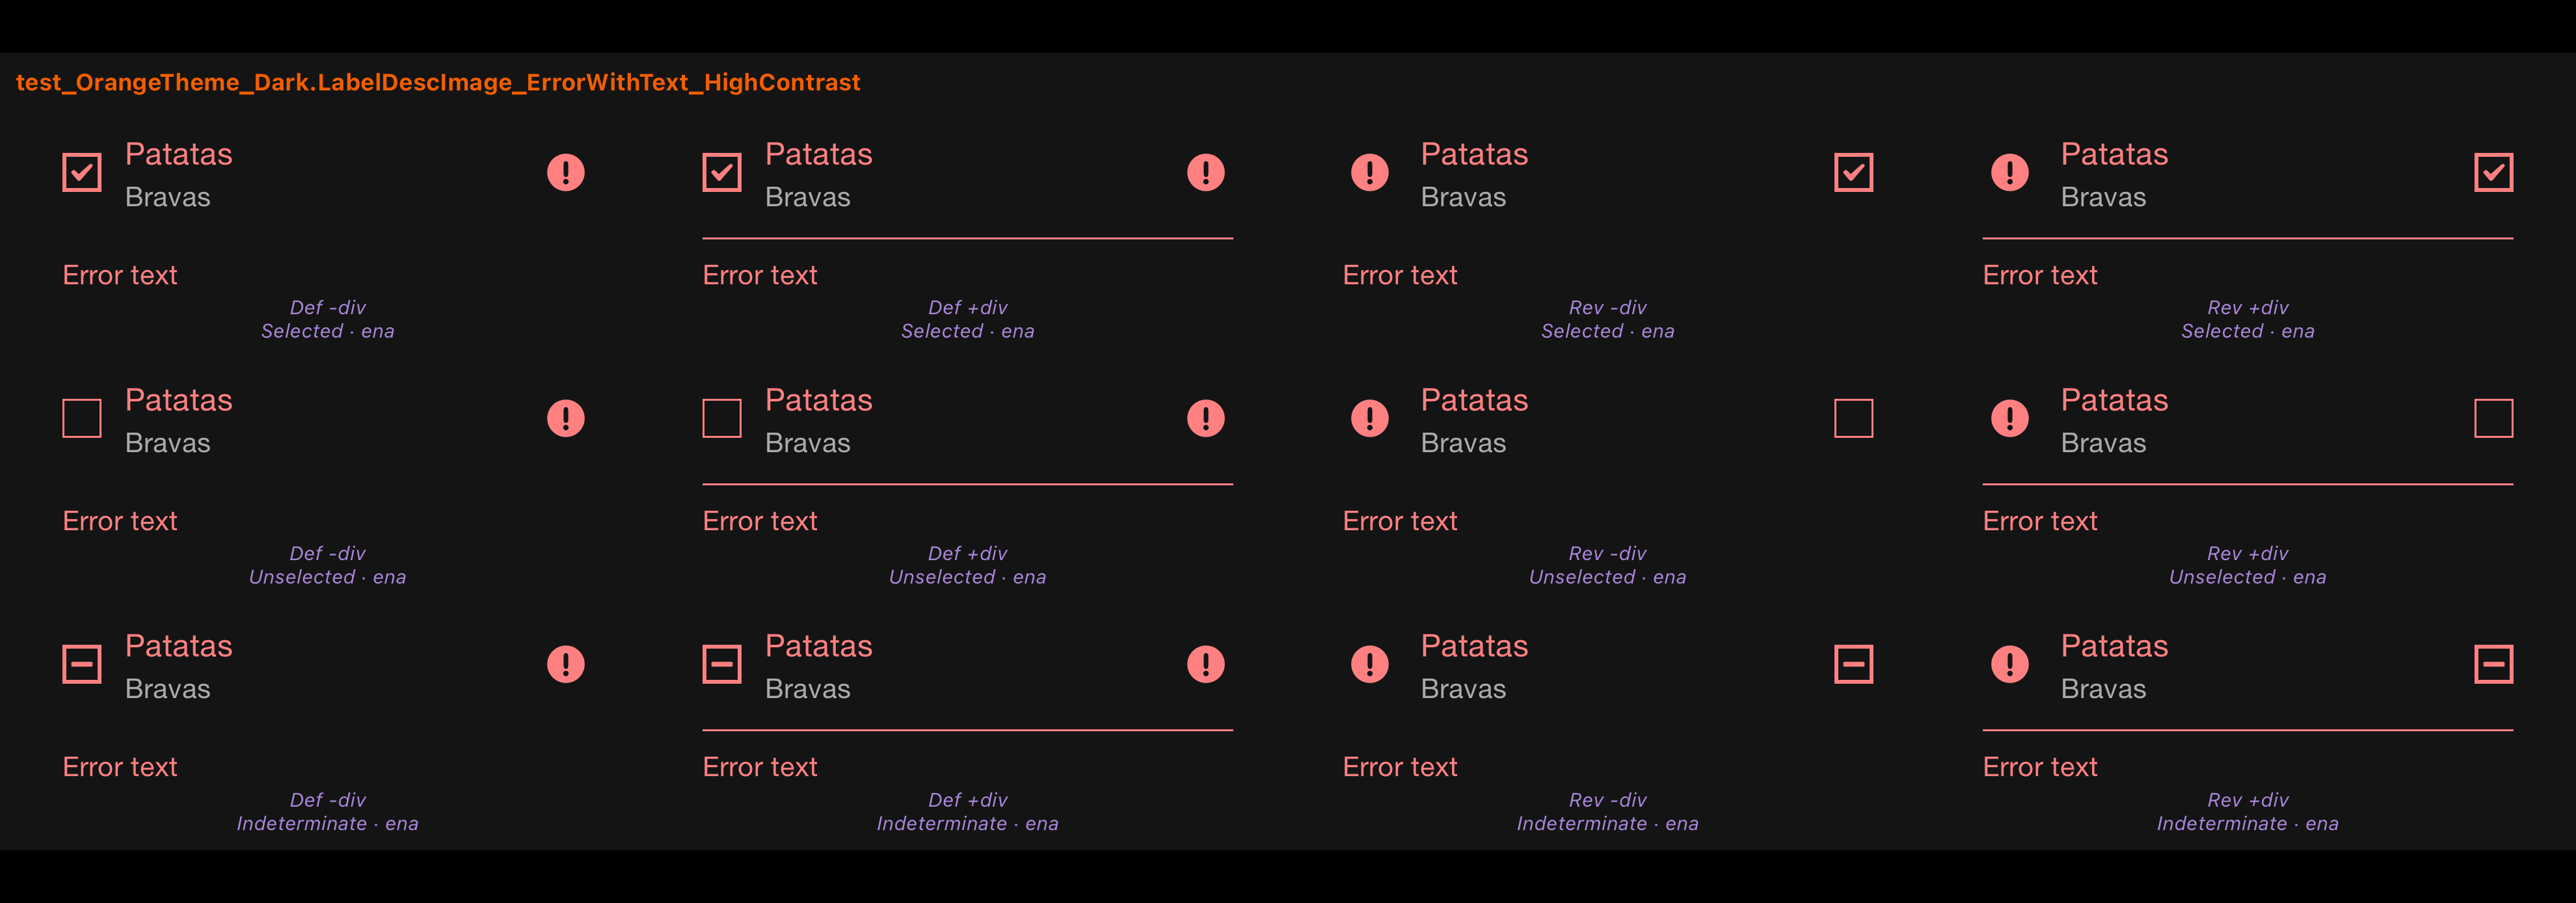 test_OrangeTheme_Dark.LabelDescImage_ErrorWithText_HighContrast
Patatas
Bravas
Error text
Def -div
Selected · ena
Patatas
Bravas
Error text
Def +div
Selected · ena
Patatas
Bravas
Error text
Rev -div
Selected · ena
Patatas
Bravas
Error text
Rev +div
Selected · ena
Patatas
Bravas
Error text
Def -div
Unselected · ena
Patatas
Bravas
Error text
Def +div
Unselected · ena
Patatas
Bravas
Error text
Rev -div
Unselected · ena
Patatas
Bravas
Error text
Rev +div
Unselected · ena
Patatas
Bravas
Error text
Def -div
Indeterminate · ena
Patatas
Bravas
Error text
Def +div
Indeterminate · ena
Patatas
Bravas
Error text
Rev -div
Indeterminate · ena
Patatas
Bravas
Error text
Rev +div
Indeterminate · ena